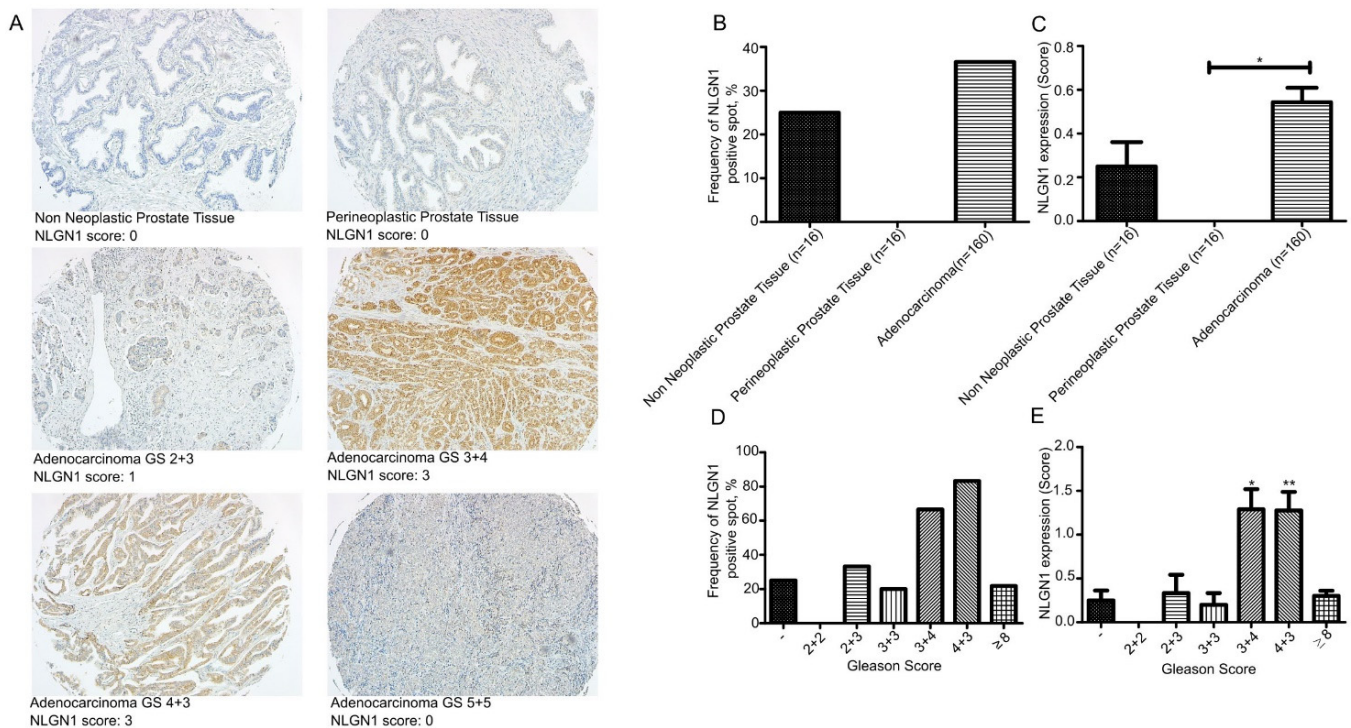 A
Non Neoplastic Prostate Tissue
NLGN1 score: 0
Perineoplastic Prostate Tissue
NLGN1 score: 0
Adenocarcinoma GS 2+3
NLGN1 score: 1
Adenocarcinoma GS 3+4
NLGN1 score: 3
Adenocarcinoma GS 4+3
NLGN1 score: 3
Adenocarcinoma GS 5+5
NLGN1 score: 0
B
Frequency of NLGN1
positive spot, %
40
30
20
10
0
Non Neoplastic Prostate Tissue (n=16)
Perineoplastic Prostate Tissue (n=16)
Adenocarcinoma(n=160)
C
NLGN1 expression (Score)
0.8
0.6
0.4
0.2
0.0
*
Non Neoplastic Prostate Tissue (n=16)
Perineoplastic Prostate Tissue (n=16)
Adenocarcinoma (n=160)
D
Frequency of NLGN1
positive spot, %
100
80
60
40
20
0
-
2+2
2+3
3+3
3+4
4+3
≥8
Gleason Score
E
NLGN1 expression (Score)
2.0
1.5
1.0
0.5
0.0
*
**
-
2+2
2+3
3+3
3+4
4+3
≥8
Gleason Score